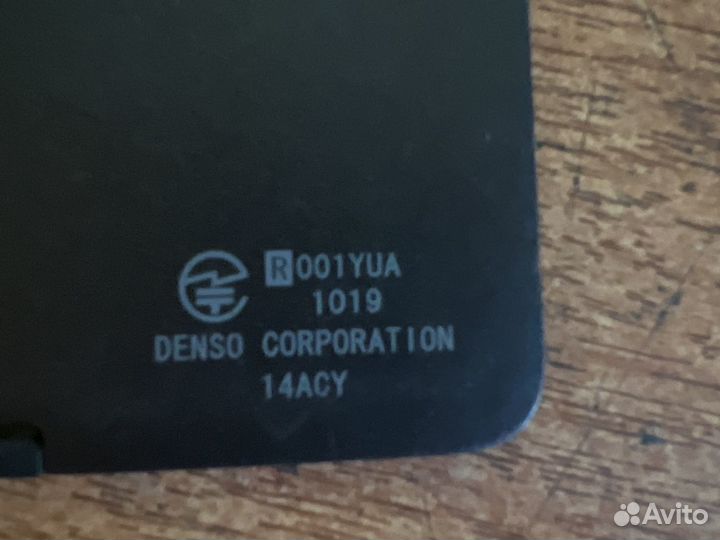 R001YUA
1019
DENSO CORPORATION
14ACY
Avito